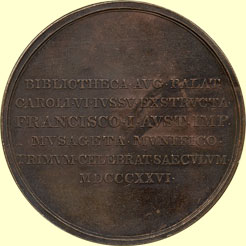 BIBLIOTHECA AVG PALAT
CAROLI VI IVSSV EXSTRVCTA
FRANCISCO·I·AVST·IMP·
MVSAGETA·MVNIFICO·
PRIMVM CELEBRAT SAECVLVM·
MDCCCXXVI·